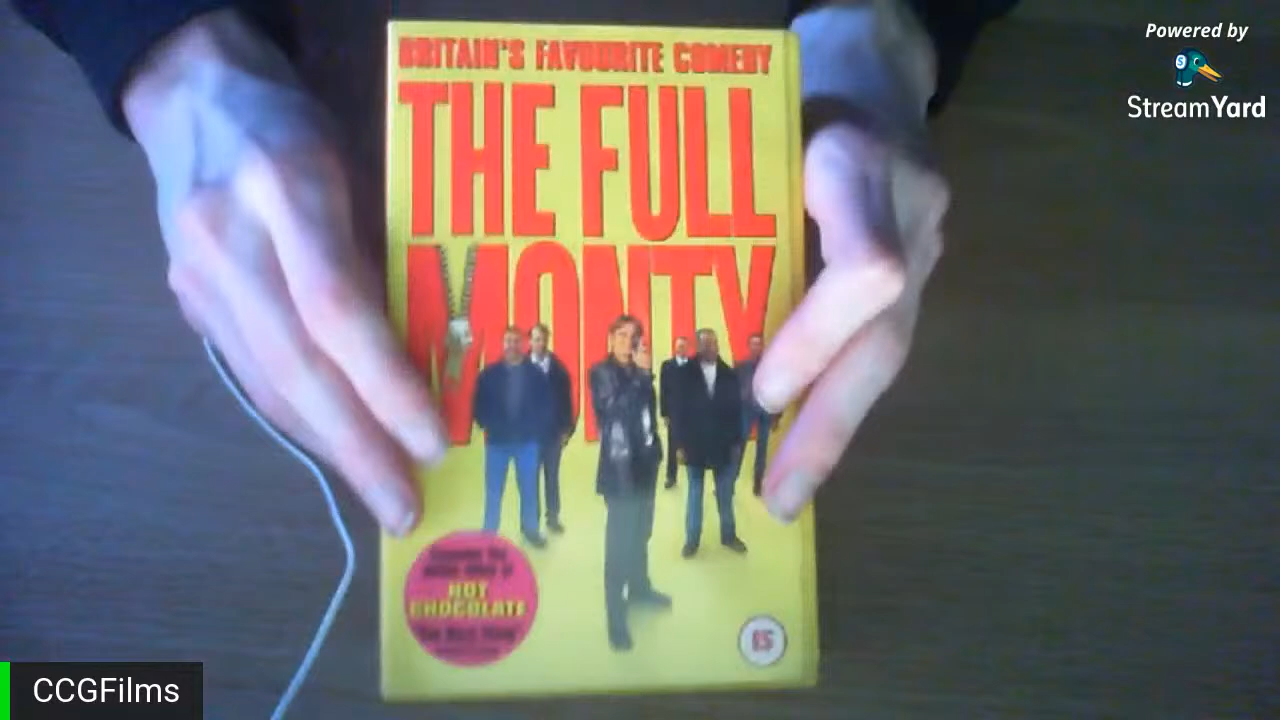 BRITAIN'S FAVOURITE COMEDY
THE FULL
MONTY
HOT
CHOCOLATE
15
Powered by
StreamYard
CCGFilms